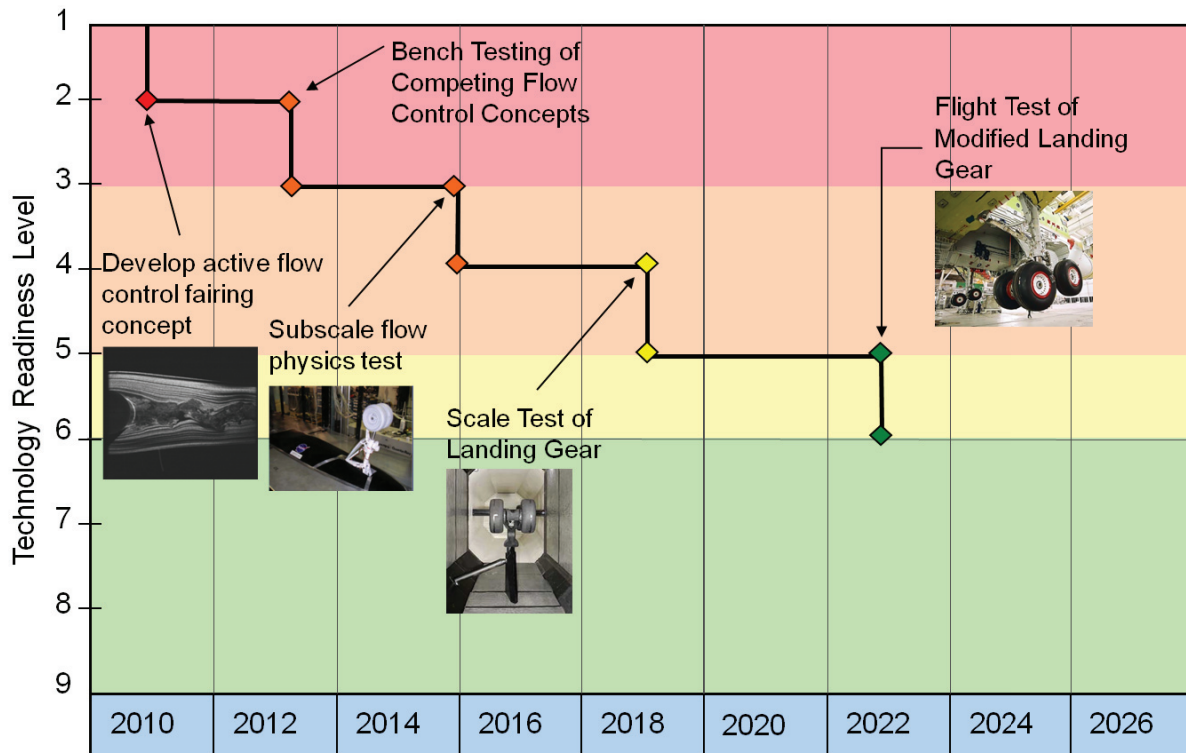 Technology Readiness Level
1
2
3
4
5
6
7
8
9
Bench Testing of
Competing Flow
Control Concepts
Flight Test of
Modified Landing
Gear
Develop active flow
control fairing
concept
Subscale flow
physics test
Scale Test of
Landing Gear
2010
2012
2014
2016
2018
2020
2022
2024
2026